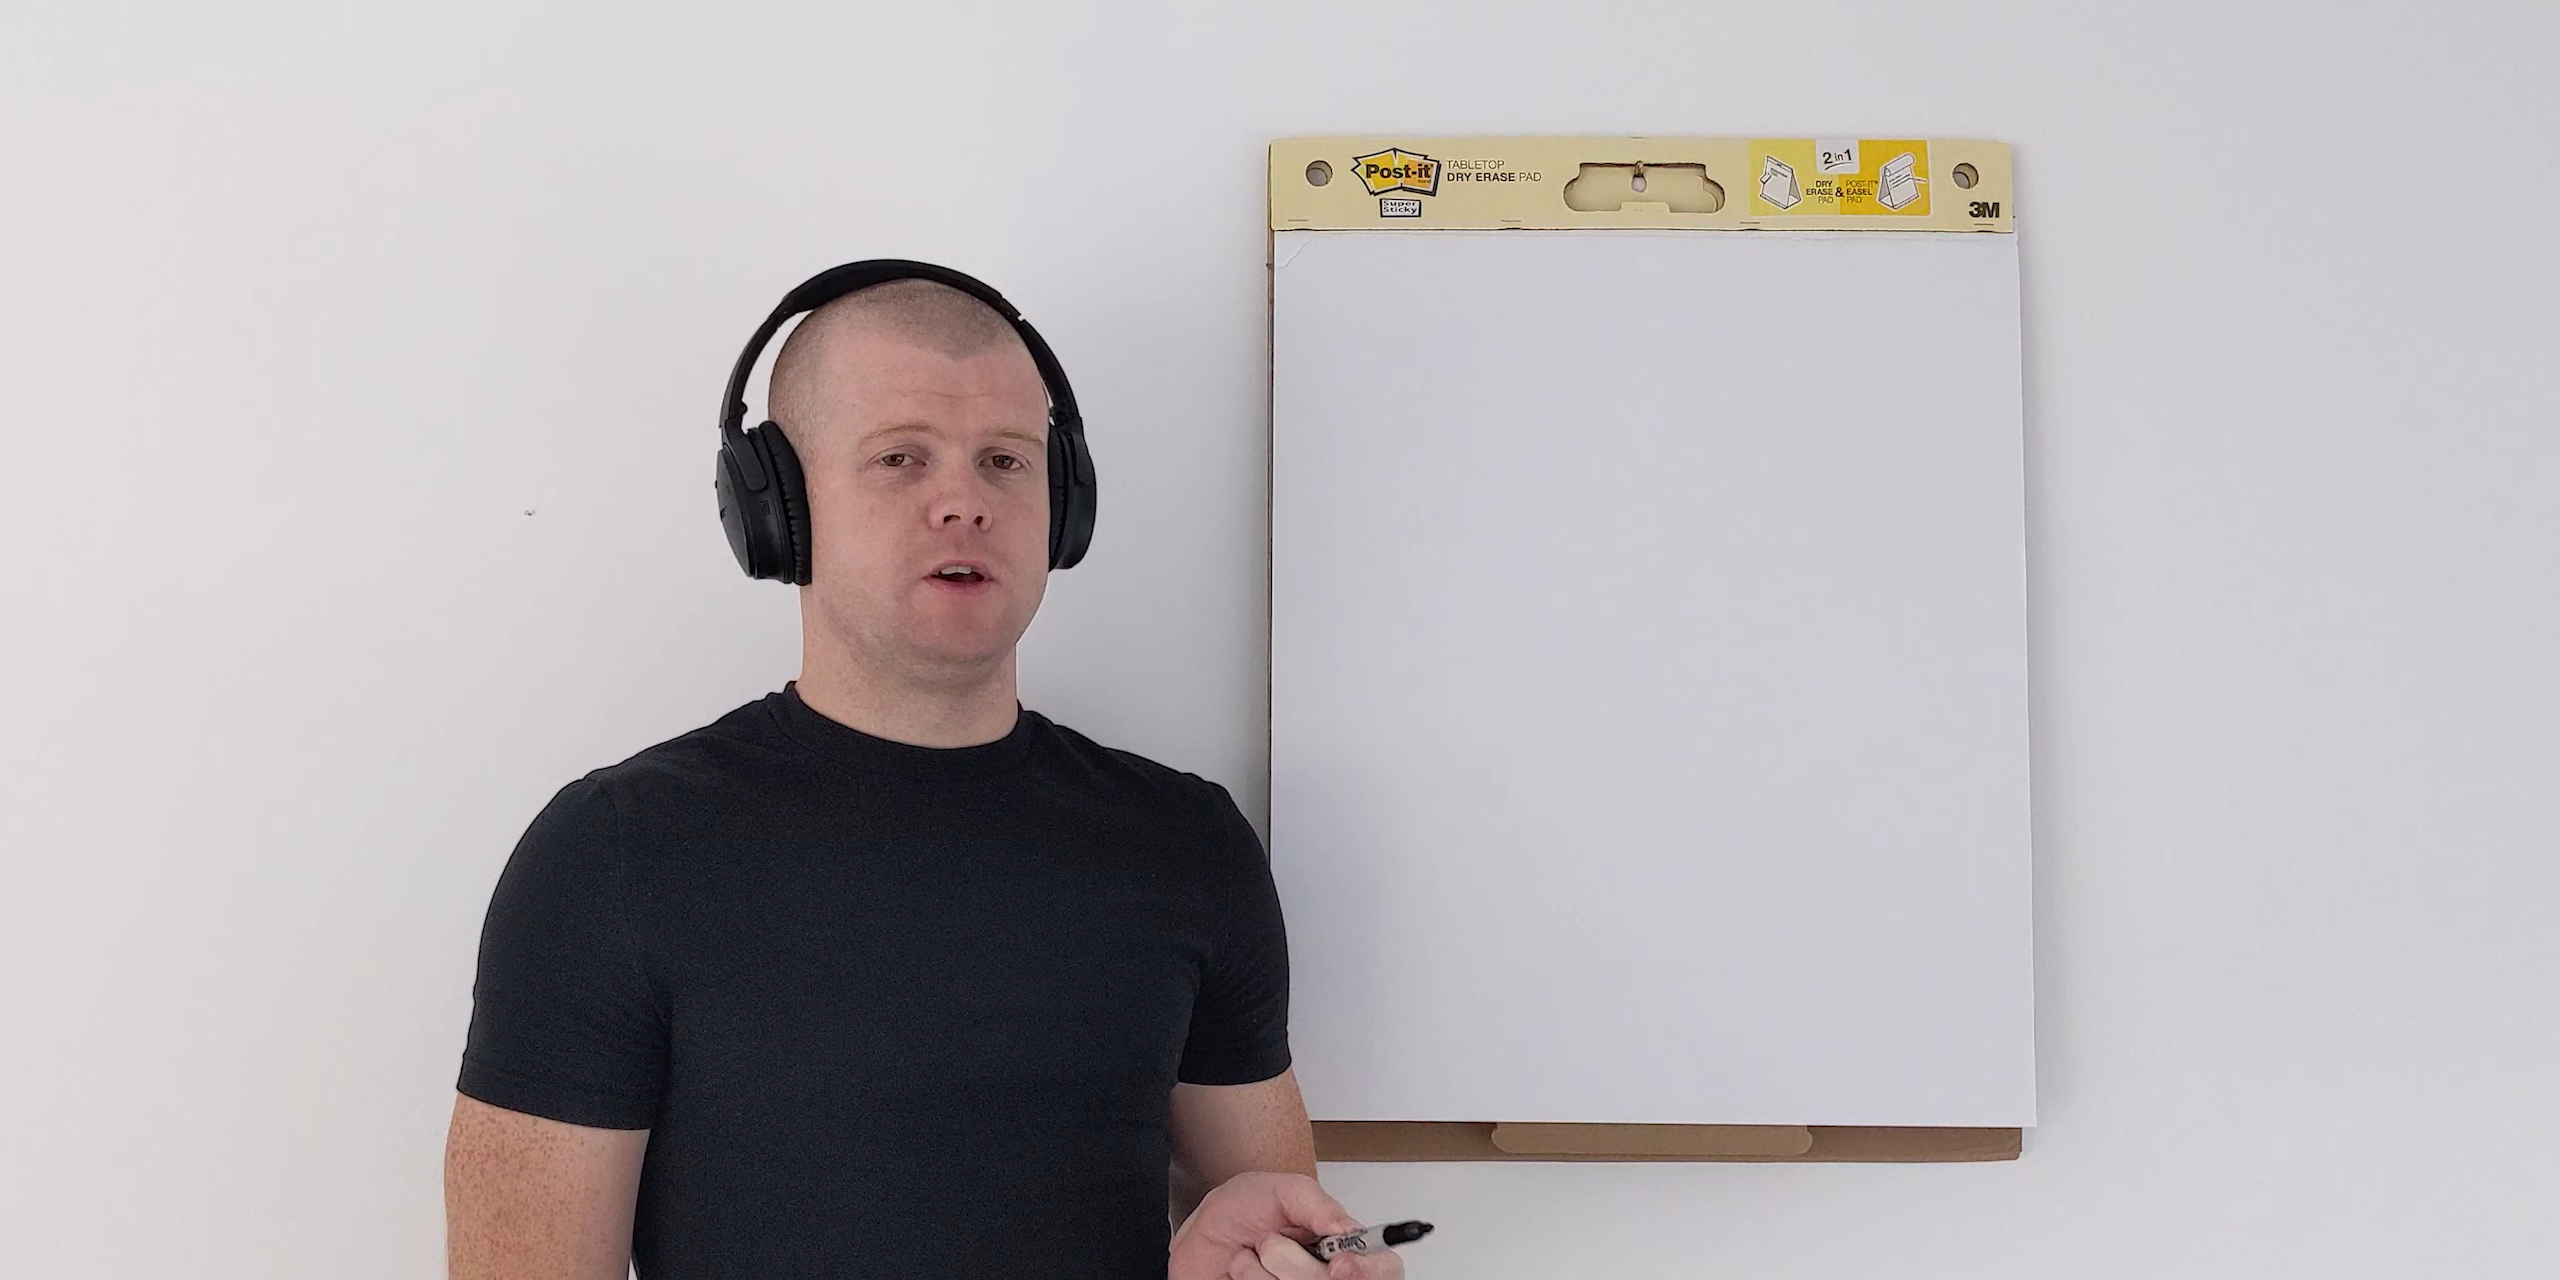 Post-it
Super
Sticky
TABLETOP
DRY ERASE PAD
2 in 1
DRY
ERASE
PAD
&
POST-IT
EASEL
PAD
3M